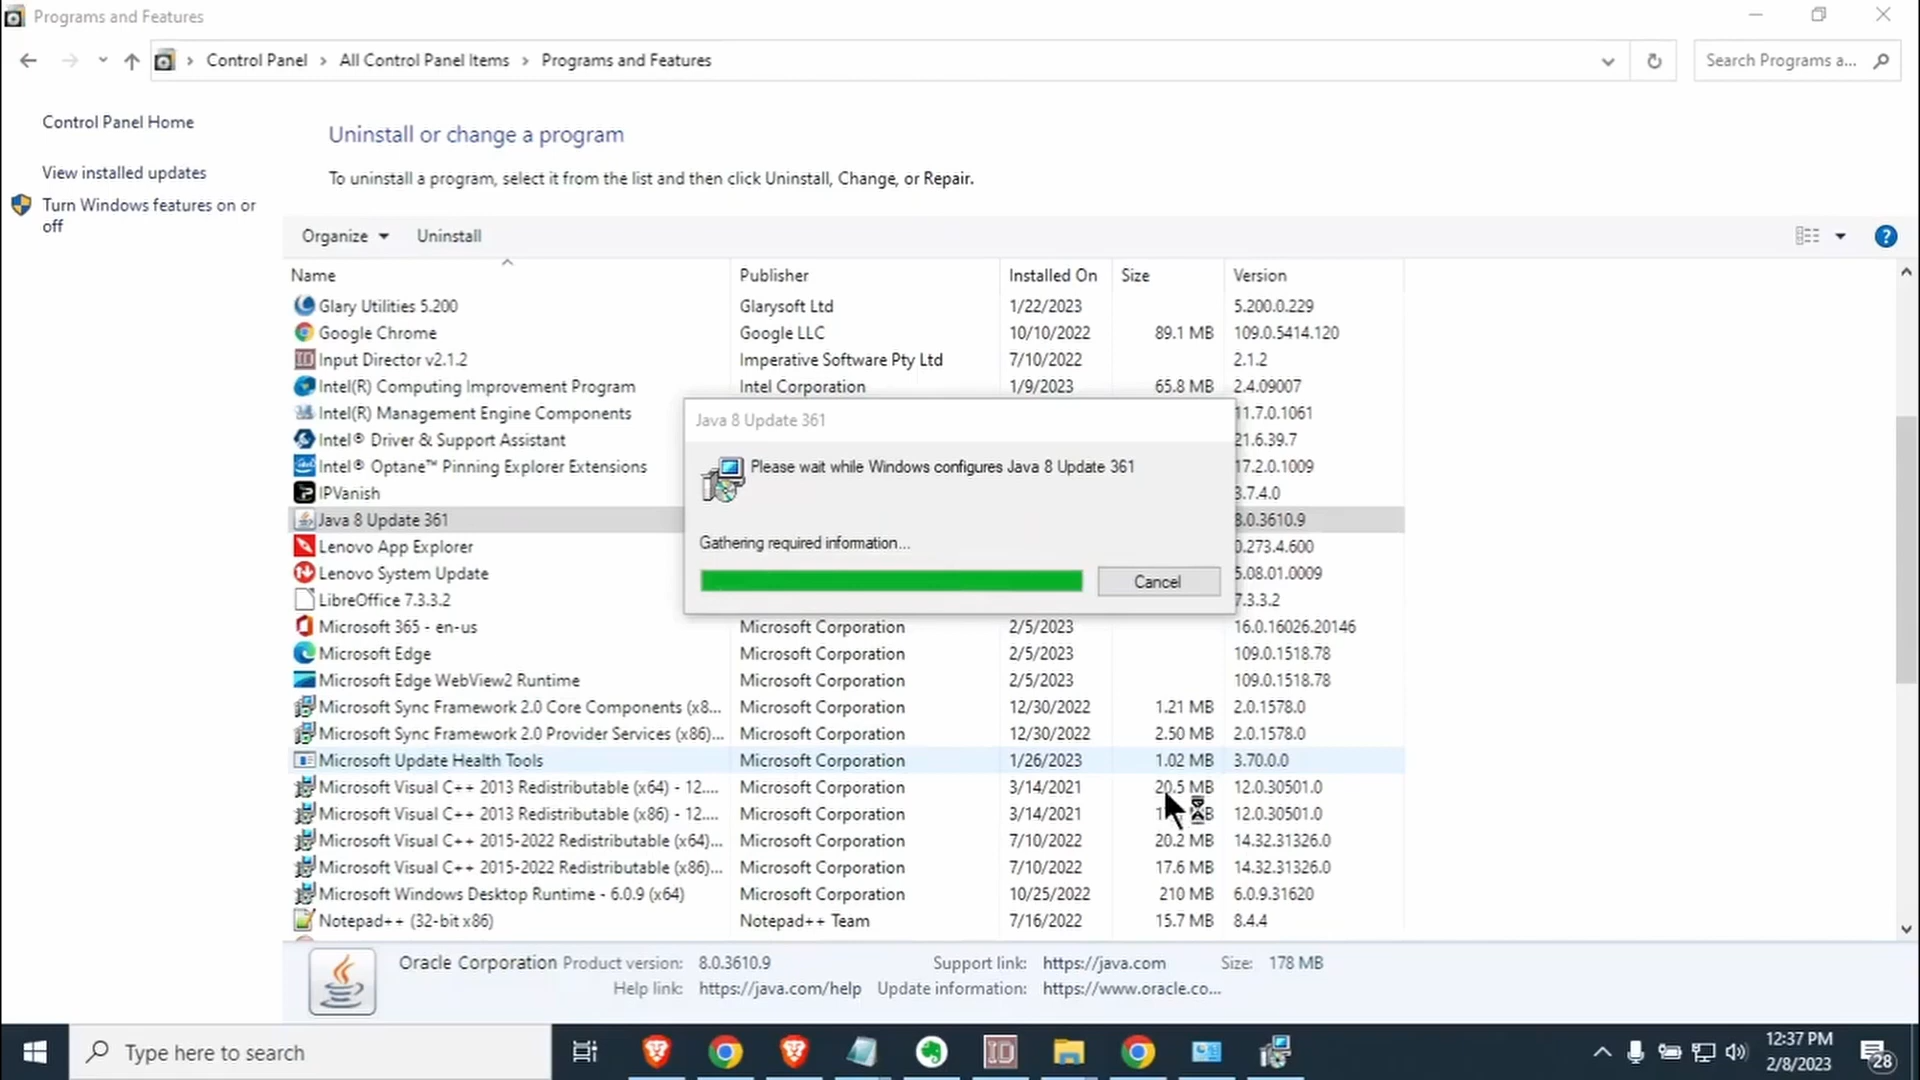 Programs and Features
Control Panel > All Control Panel Items > Programs and Features
Search Programs a...
Control Panel Home
View installed updates
Turn Windows features on or
off
Uninstall or change a program
To uninstall a program, select it from the list and then click Uninstall, Change, or Repair.
Organize Uninstall
Name Publisher Installed On Size Version
Glary Utilities 5.200 Glarysoft Ltd 1/22/2023 5.200.0.229
Google Chrome Google LLC 10/10/2022 89.1 MB 109.0.5414.120
Input Director v2.1.2 Imperative Software Pty Ltd 7/10/2022 2.1.2
Intel(R) Computing Improvement Program Intel Corporation 1/9/2023 65.8 MB 2.4.09007
Intel(R) Management Engine Components 11.7.0.1061
Intel® Driver & Support Assistant 21.6.39.7
Intel® Optane™ Pinning Explorer Extensions 17.2.0.1009
IPVanish 3.7.4.0
Java 8 Update 361 8.0.3610.9
Lenovo App Explorer 0.273.4.600
Lenovo System Update 5.08.01.0009
LibreOffice 7.3.3.2 7.3.3.2
Java 8 Update 361
Please wait while Windows configures Java 8 Update 361
Gathering required information...
Cancel
Microsoft 365 - en-us Microsoft Corporation 2/5/2023 16.0.16026.20146
Microsoft Edge Microsoft Corporation 2/5/2023 109.0.1518.78
Microsoft Edge WebView2 Runtime Microsoft Corporation 2/5/2023 109.0.1518.78
Microsoft Sync Framework 2.0 Core Components (x8... Microsoft Corporation 12/30/2022 1.21 MB 2.0.1578.0
Microsoft Sync Framework 2.0 Provider Services (x86)... Microsoft Corporation 12/30/2022 2.50 MB 2.0.1578.0
Microsoft Update Health Tools Microsoft Corporation 1/26/2023 1.02 MB 3.70.0.0
Microsoft Visual C++ 2013 Redistributable (x64) - 12.... Microsoft Corporation 3/14/2021 20.5 MB 12.0.30501.0
Microsoft Visual C++ 2013 Redistributable (x86) - 12.... Microsoft Corporation 3/14/2021 12.0.30501.0
Microsoft Visual C++ 2015-2022 Redistributable (x64)... Microsoft Corporation 7/10/2022 20.2 MB 14.32.31326.0
Microsoft Visual C++ 2015-2022 Redistributable (x86)... Microsoft Corporation 7/10/2022 17.6 MB 14.32.31326.0
Microsoft Windows Desktop Runtime - 6.0.9 (x64) Microsoft Corporation 10/25/2022 210 MB 6.0.9.31620
Notepad++ (32-bit x86) Notepad++ Team 7/16/2022 15.7 MB 8.4.4
Oracle Corporation Product version: 8.0.3610.9 Support link: https://java.com Size: 178 MB
Help link: https://java.com/help Update information: https://www.oracle.co...
Type here to search
12:37 PM
2/8/2023
28